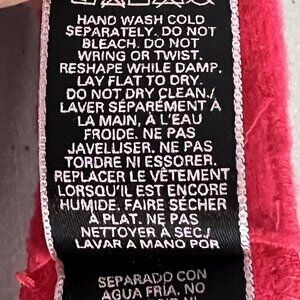 HAND WASH COLD
SEPARATELY. DO NOT
BLEACH. DO NOT
WRING OR TWIST.
RESHAPE WHILE DAMP.
LAY FLAT TO DRY.
DO NOT DRY CLEAN./
LAVER SÉPARÉMENT À
LA MAIN, À L'EAU
FROIDE. NE PAS
JAVELLISER. NE PAS
TORDRE NI ESSORER.
REPLACER LE VÊTEMENT
LORSQU'IL EST ENCORE
HUMIDE. FAIRE SÉCHER
À PLAT. NE PAS
NETTOYER À SEC./
LAVAR A MANO POR
SEPARADO CON
AGUA FRÍA. NO